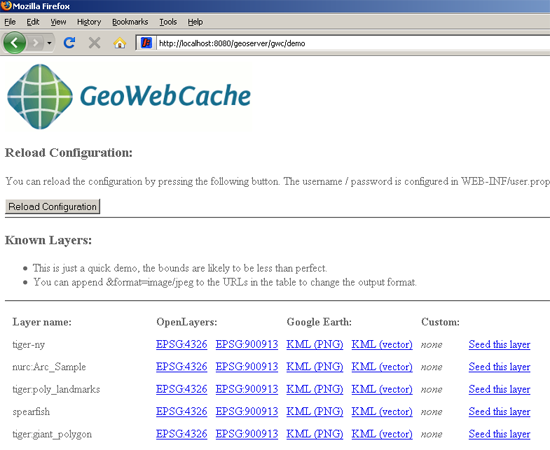 Mozilla Firefox
File Edit View History Bookmarks Tools Help
http://localhost:8080/geoserver/gwc/demo
GeoWebCache
Reload Configuration:
You can reload the configuration by pressing the following button. The username / password is configured in WEB-INF/user.prop
Reload Configuration
Known Layers:
This is just a quick demo, the bounds are likely to be less than perfect.
You can append &format=image/jpeg to the URLs in the table to change the output format.
Layer name: OpenLayers: Google Earth: Custom:
tiger-ny EPSG:4326 EPSG:900913 KML (PNG) KML (vector) none Seed this layer
nurc:Arc_Sample EPSG:4326 EPSG:900913 KML (PNG) KML (vector) none Seed this layer
tiger:poly_landmarks EPSG:4326 EPSG:900913 KML (PNG) KML (vector) none Seed this layer
spearfish EPSG:4326 EPSG:900913 KML (PNG) KML (vector) none Seed this layer
tiger:giant_polygon EPSG:4326 EPSG:900913 KML (PNG) KML (vector) none Seed this layer